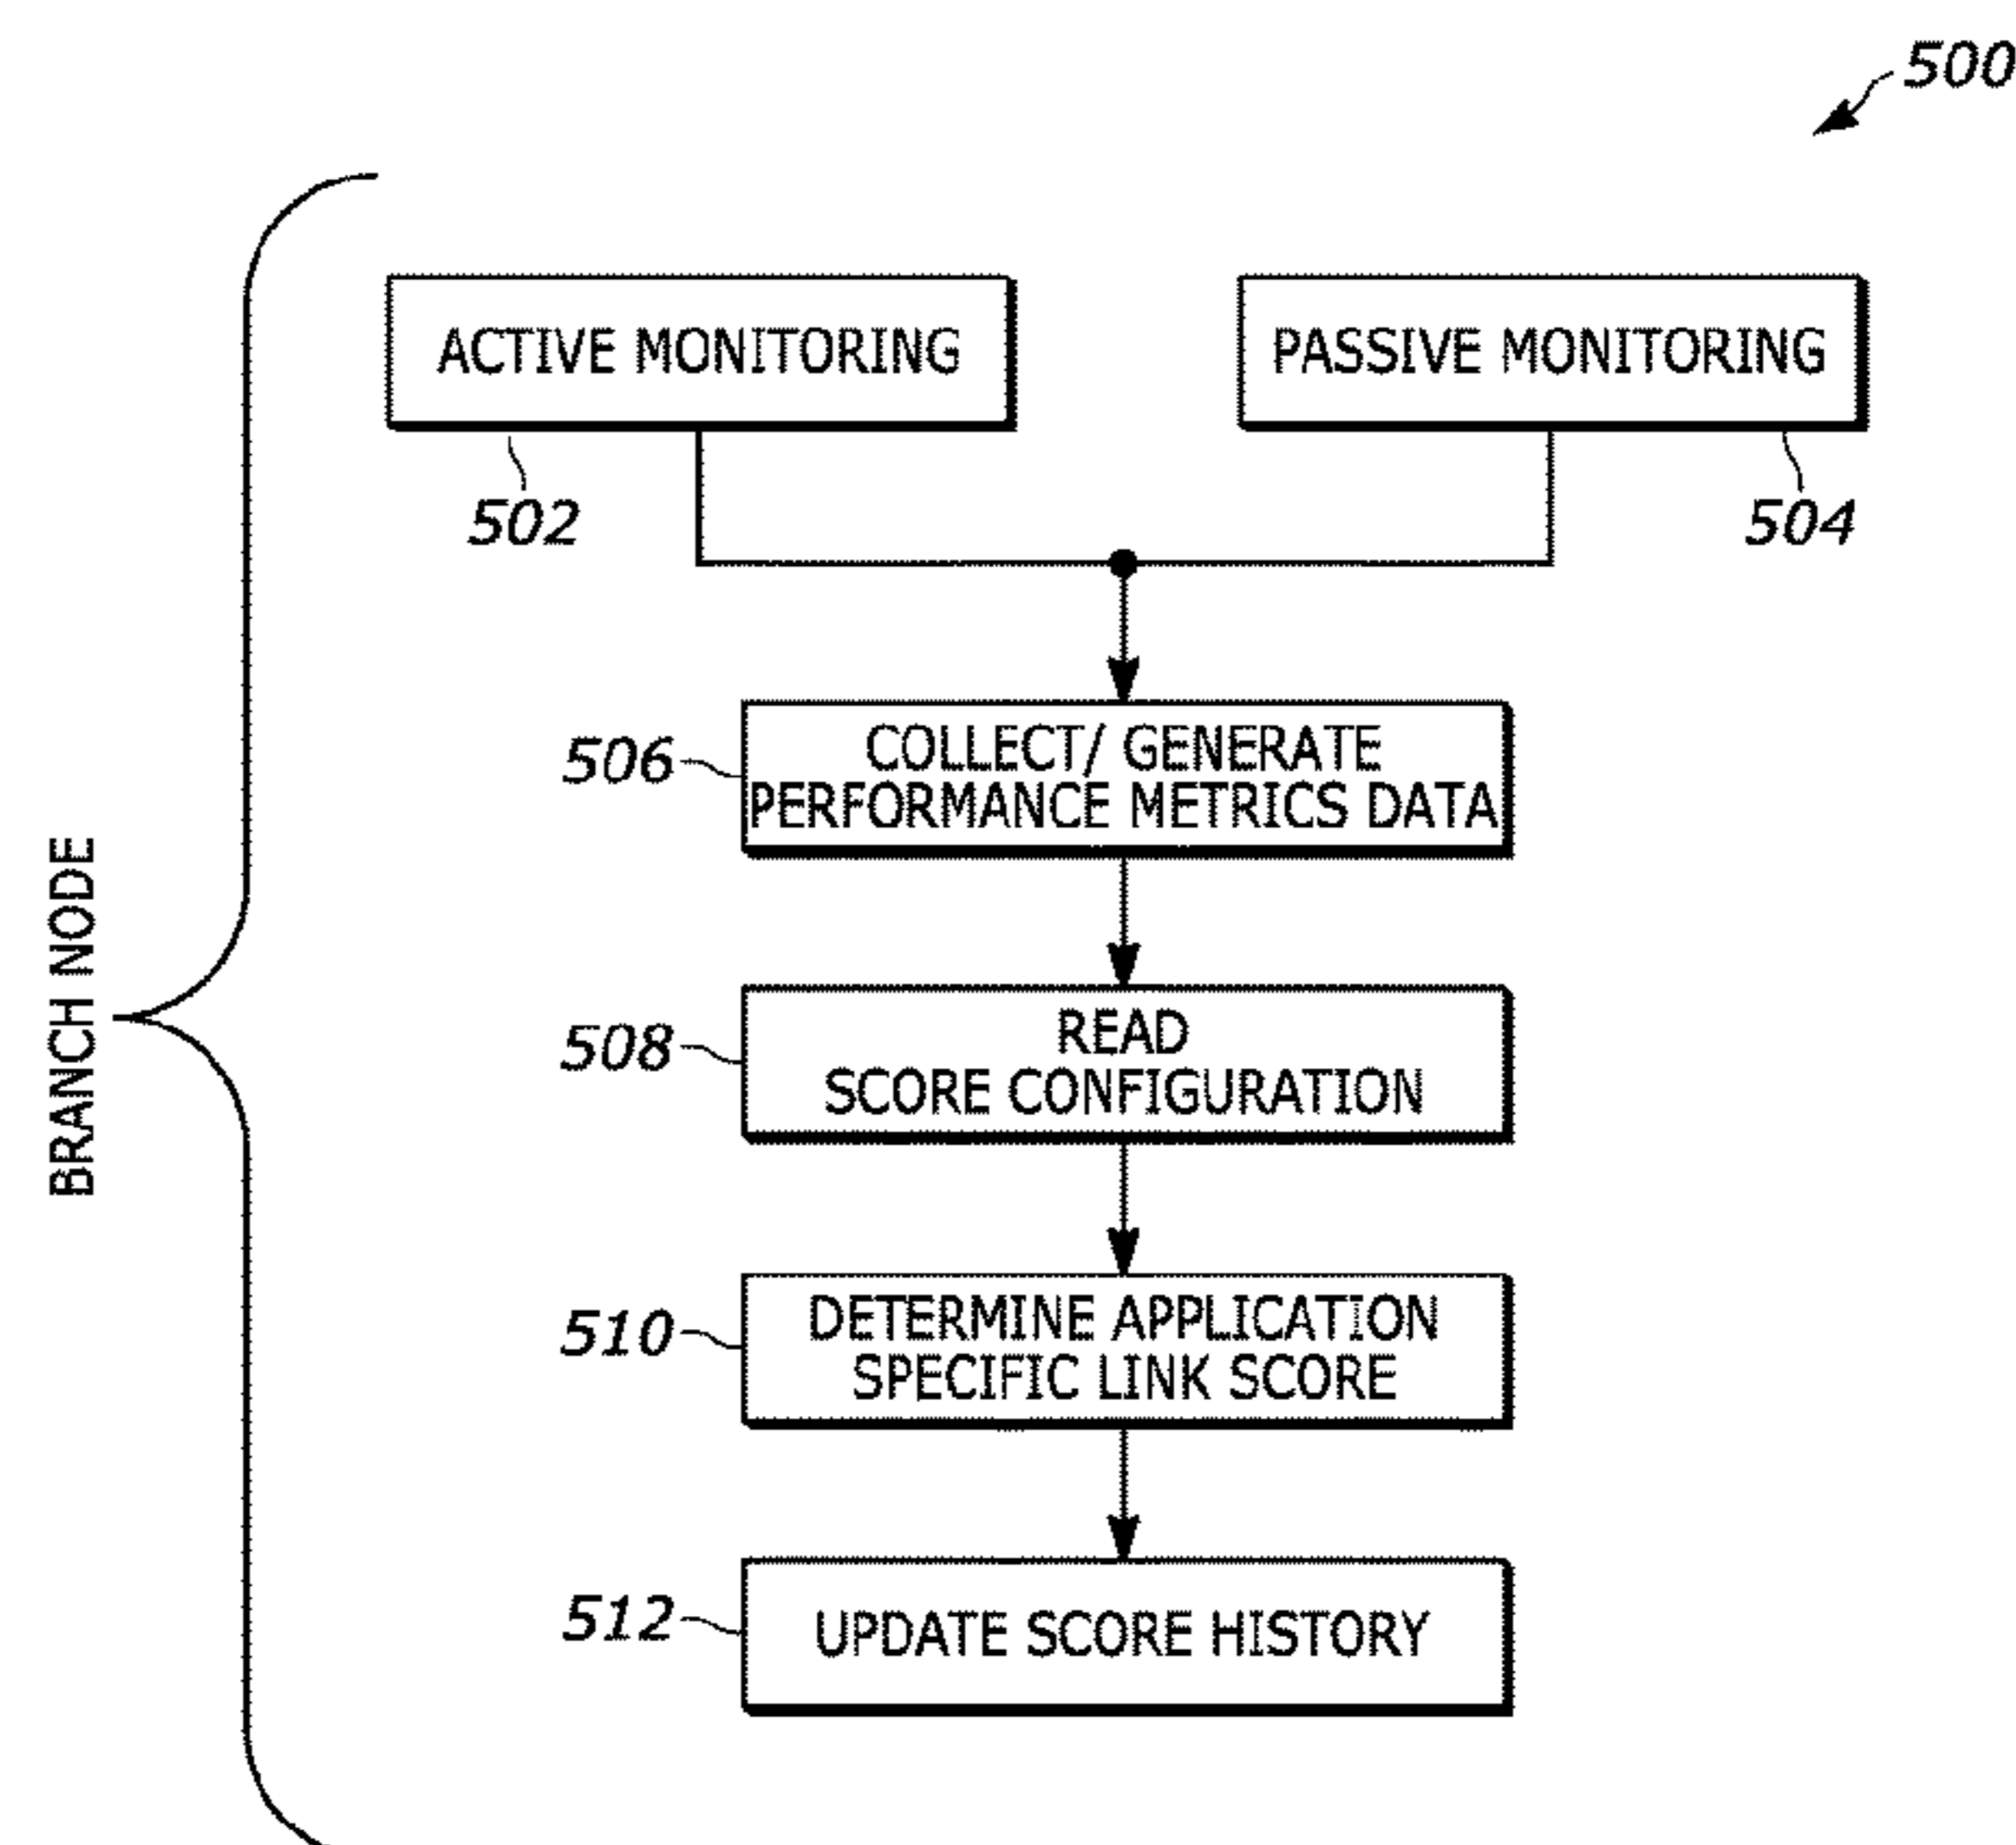 500
ACTIVE MONITORING
PASSIVE MONITORING
502
504
506
COLLECT/ GENERATE
PERFORMANCE METRICS DATA
BRANCH NODE
508
READ
SCORE CONFIGURATION
510
DETERMINE APPLICATION
SPECIFIC LINK SCORE
512
UPDATE SCORE HISTORY